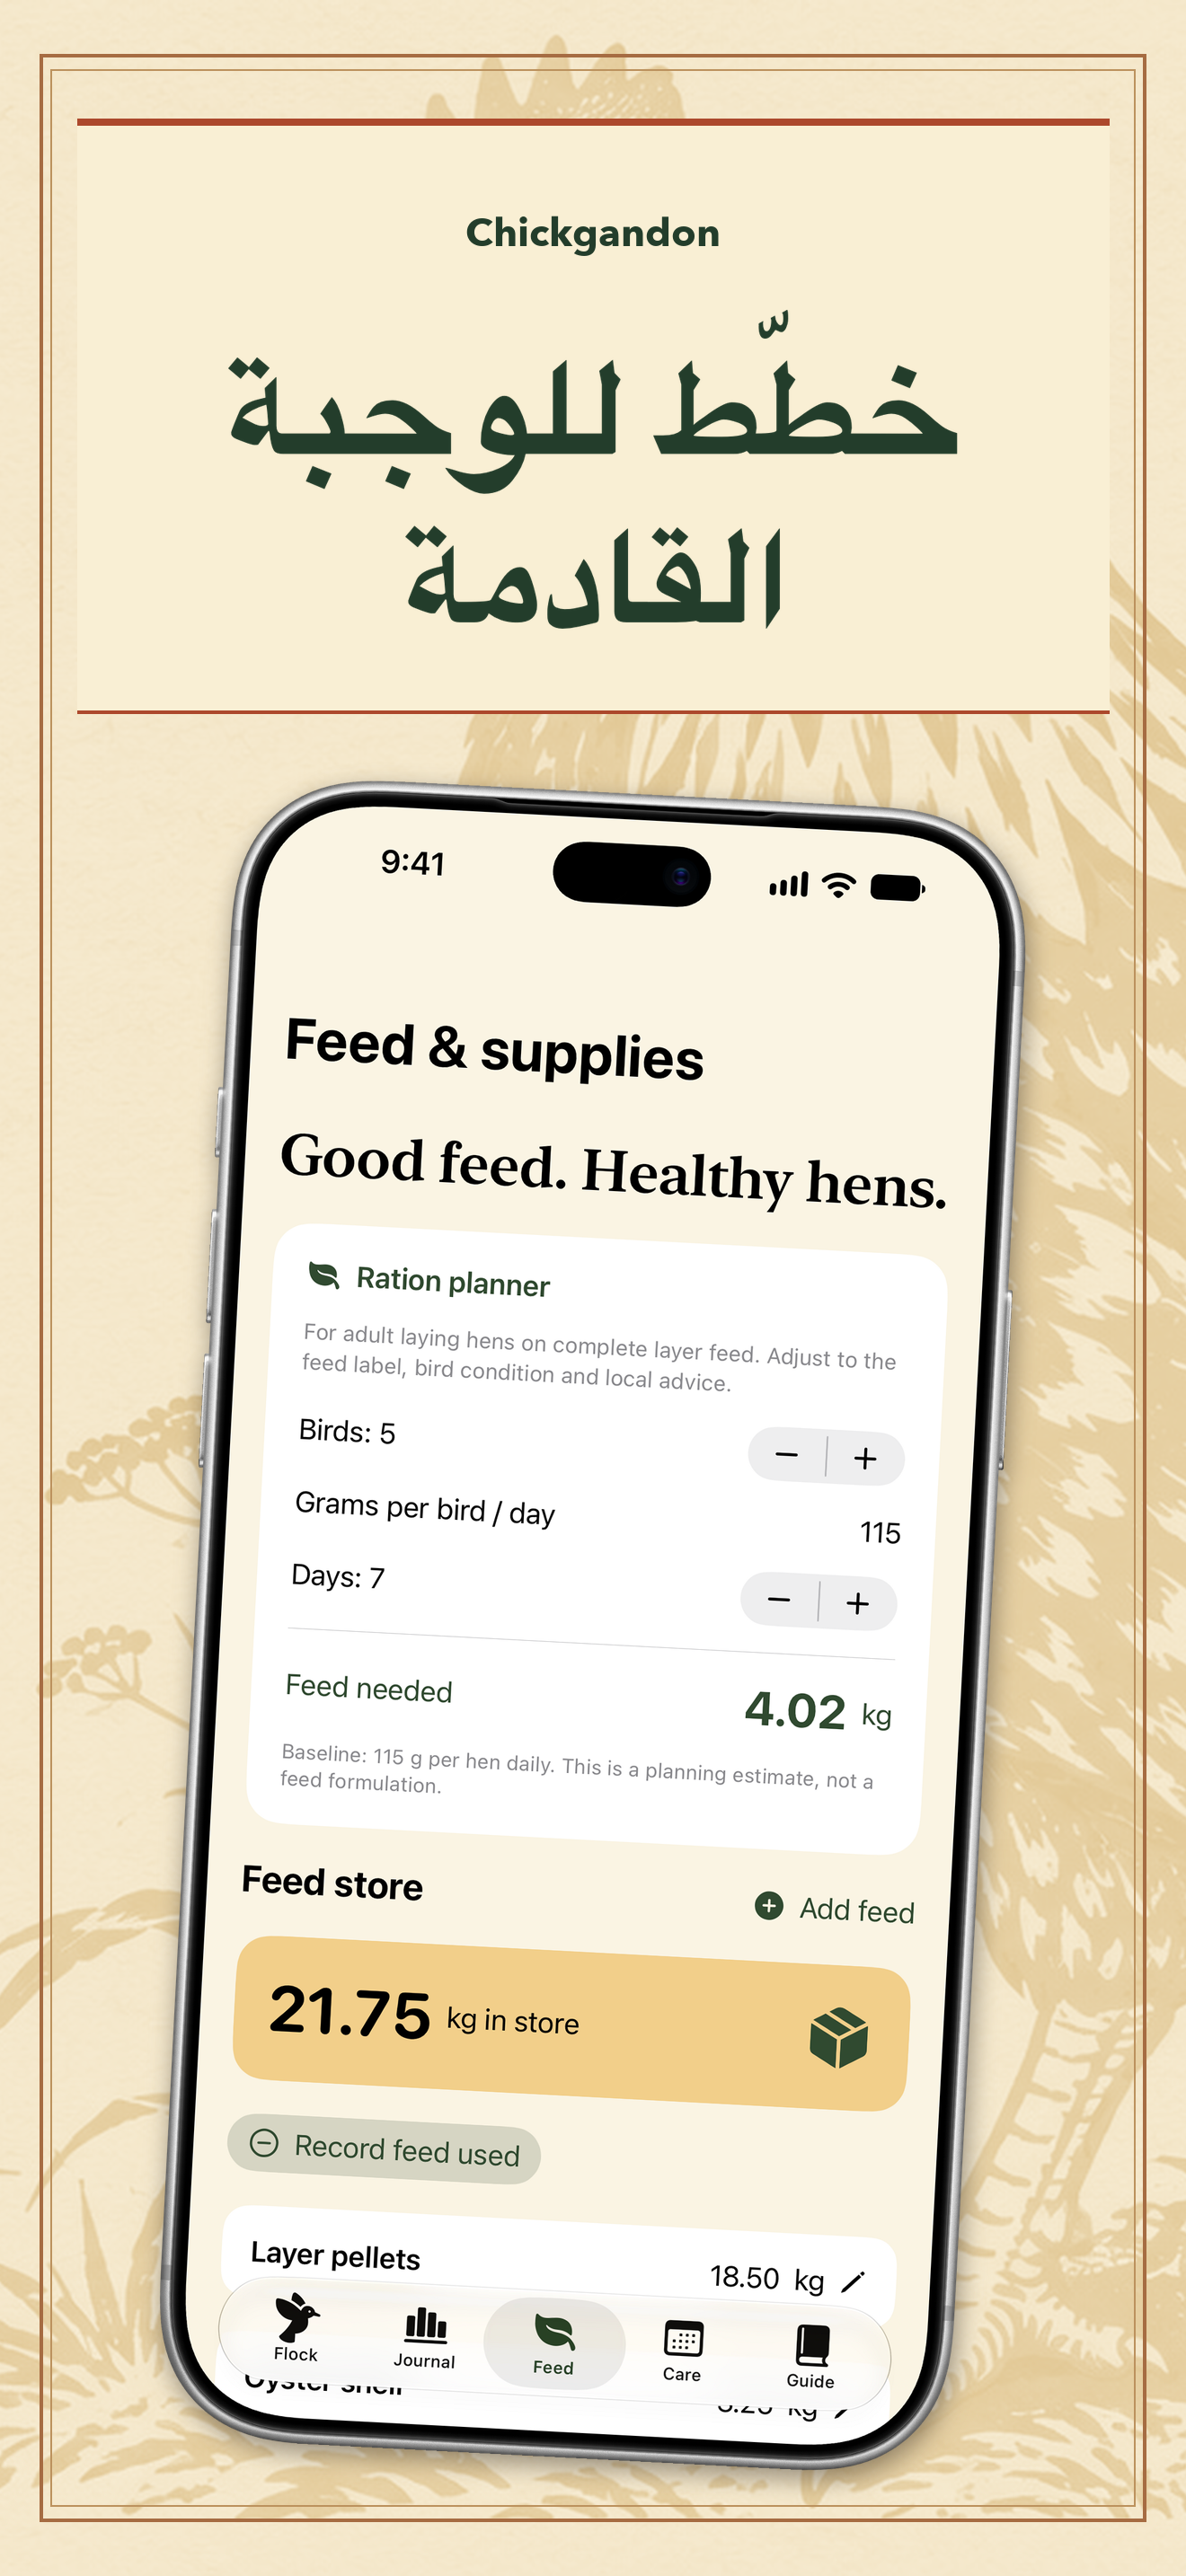 Chickgandon
خطّط للوجبة
القادمة
9:41
Feed & supplies
Good feed. Healthy hens.
Ration planner
For adult laying hens on complete layer feed. Adjust to the
feed label, bird condition and local advice.
Birds: 5
Grams per bird / day 115
Days: 7
Feed needed 4.02 kg
Baseline: 115 g per hen daily. This is a planning estimate, not a
feed formulation.
Feed store
Add feed
21.75 kg in store
Record feed used
Layer pellets 18.50 kg
Flock Journal Feed Care Guide
Oyster shell kg